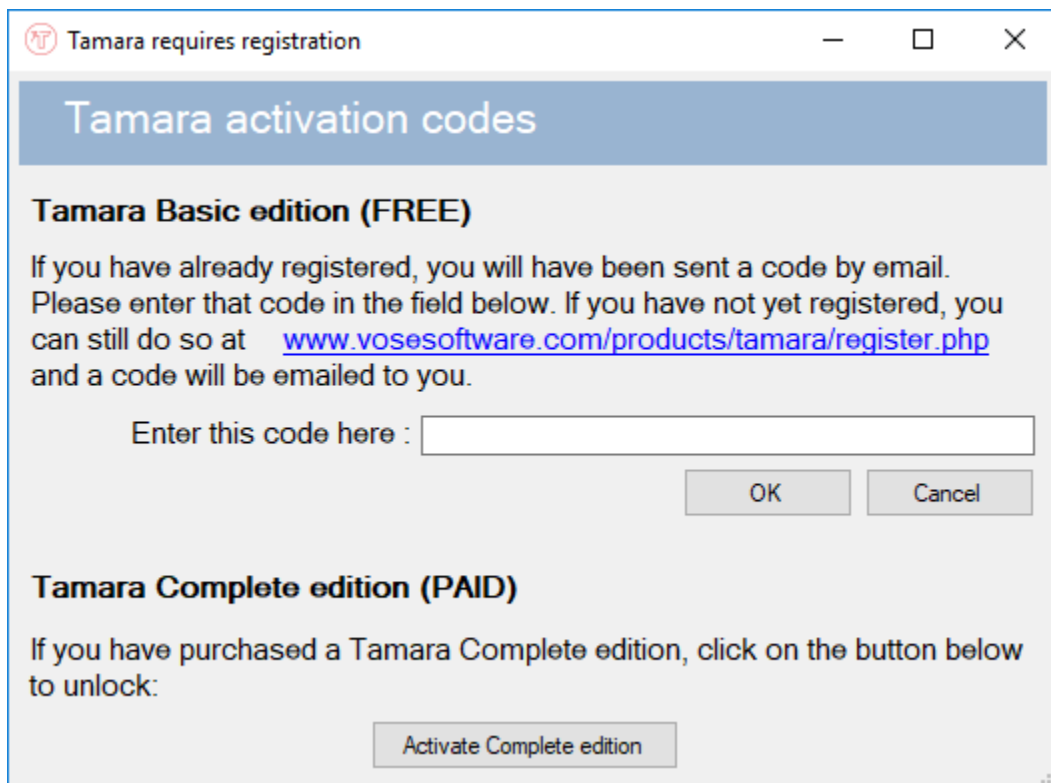 Tamara requires registration
Tamara activation codes
Tamara Basic edition (FREE)
If you have already registered, you will have been sent a code by email.
Please enter that code in the field below. If you have not yet registered, you
can still do so at www.vosesoftware.com/products/tamara/register.php
and a code will be emailed to you.
Enter this code here :
OK Cancel
Tamara Complete edition (PAID)
If you have purchased a Tamara Complete edition, click on the button below
to unlock:
Activate Complete edition